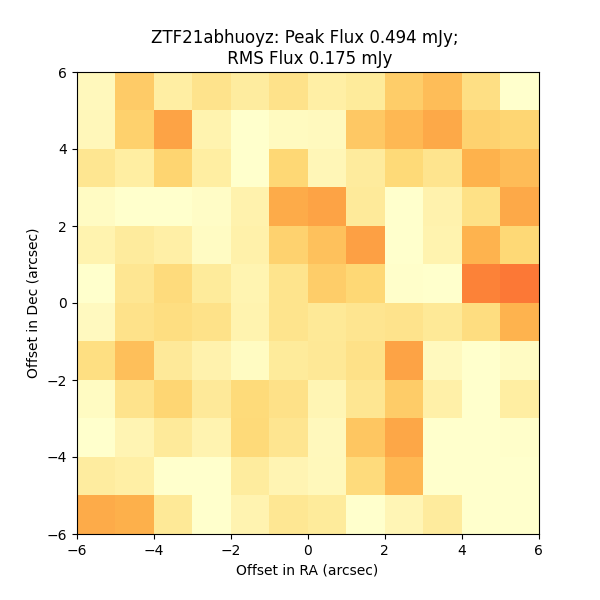 ZTF21abhuoyz: Peak Flux 0.494 mJy;
RMS Flux 0.175 mJy
6
4
2
0
−2
−4
−6
Offset in Dec (arcsec)
−6 −4 −2 0 2 4 6
Offset in RA (arcsec)